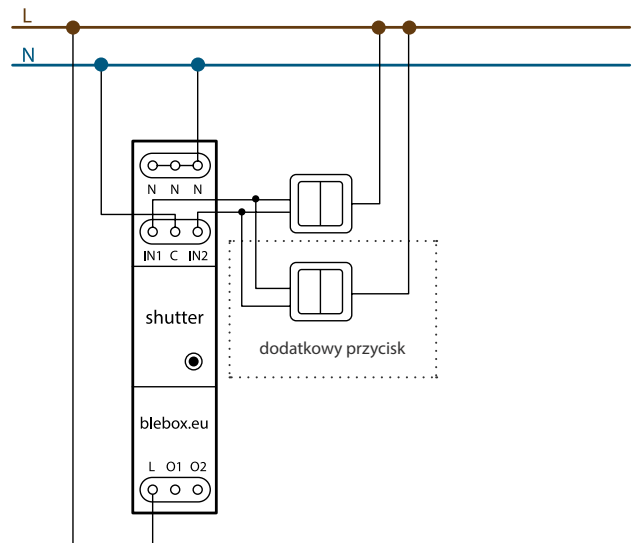 L
N
N N N
IN1 C IN2
shutter
dodatkowy przycisk
blebox.eu
L O1 O2